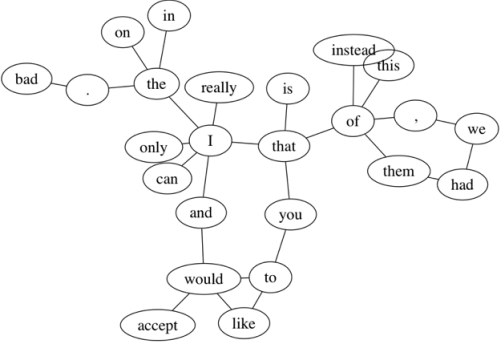 in
on
instead
this
bad
.
the
really
is
of
,
we
only
I
that
can
them
had
and
you
would
to
accept
like